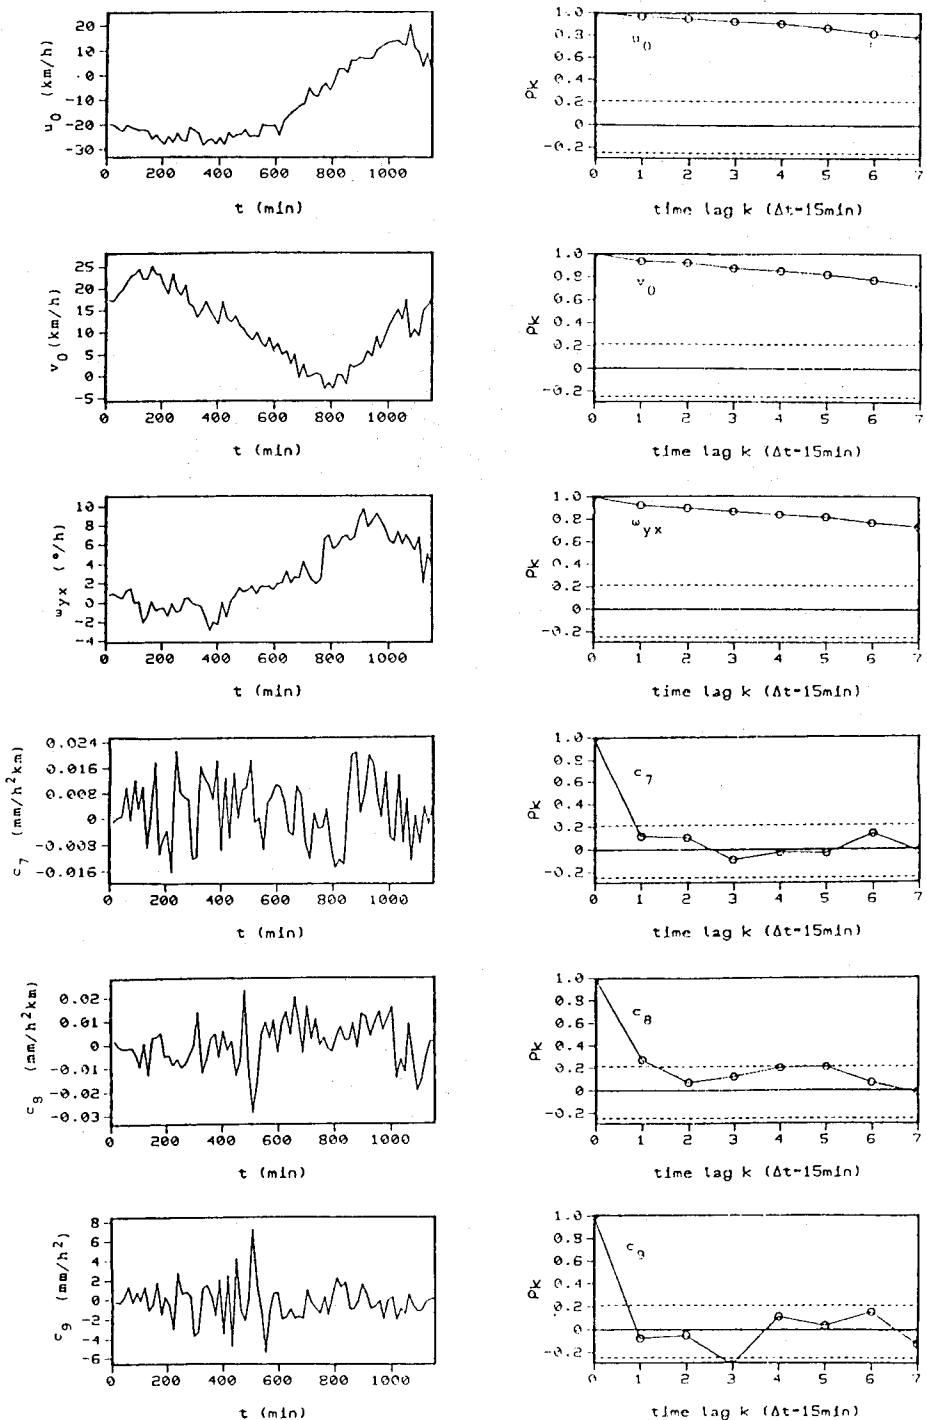 20
10
0
-10
-20
-30
u0 (km/h)
0 200 400 600 800 1000
t (min)
1.0
0.8
0.6
0.4
0.2
0
-0.2
ρk
u0
0 1 2 3 4 5 6 7
time lag k (Δt=15min)
25
20
15
10
5
0
-5
v0 (km/h)
0 200 400 600 800 1000
t (min)
1.0
0.8
0.6
0.4
0.2
0
-0.2
ρk
v0
0 1 2 3 4 5 6 7
time lag k (Δt=15min)
10
8
6
4
2
0
-2
-4
ωyx (°/h)
0 200 400 600 800 1000
t (min)
1.0
0.8
0.6
0.4
0.2
0
-0.2
ρk
ωyx
0 1 2 3 4 5 6 7
time lag k (Δt=15min)
0.024
0.016
0.008
0
-0.008
-0.016
c7 (mm/h²km)
0 200 400 600 800 1000
t (min)
1.0
0.8
0.6
0.4
0.2
0
-0.2
ρk
c7
0 1 2 3 4 5 6 7
time lag k (Δt=15min)
0.02
0.01
0
-0.01
-0.02
-0.03
c8 (mm/h²km)
0 200 400 600 800 1000
t (min)
1.0
0.8
0.6
0.4
0.2
0
-0.2
ρk
c8
0 1 2 3 4 5 6 7
time lag k (Δt=15min)
8
6
4
2
0
-2
-4
-6
c9 (mm/h²)
0 200 400 600 800 1000
t (min)
1.0
0.8
0.6
0.4
0.2
0
-0.2
ρk
c9
0 1 2 3 4 5 6 7
time lag k (Δt=15min)